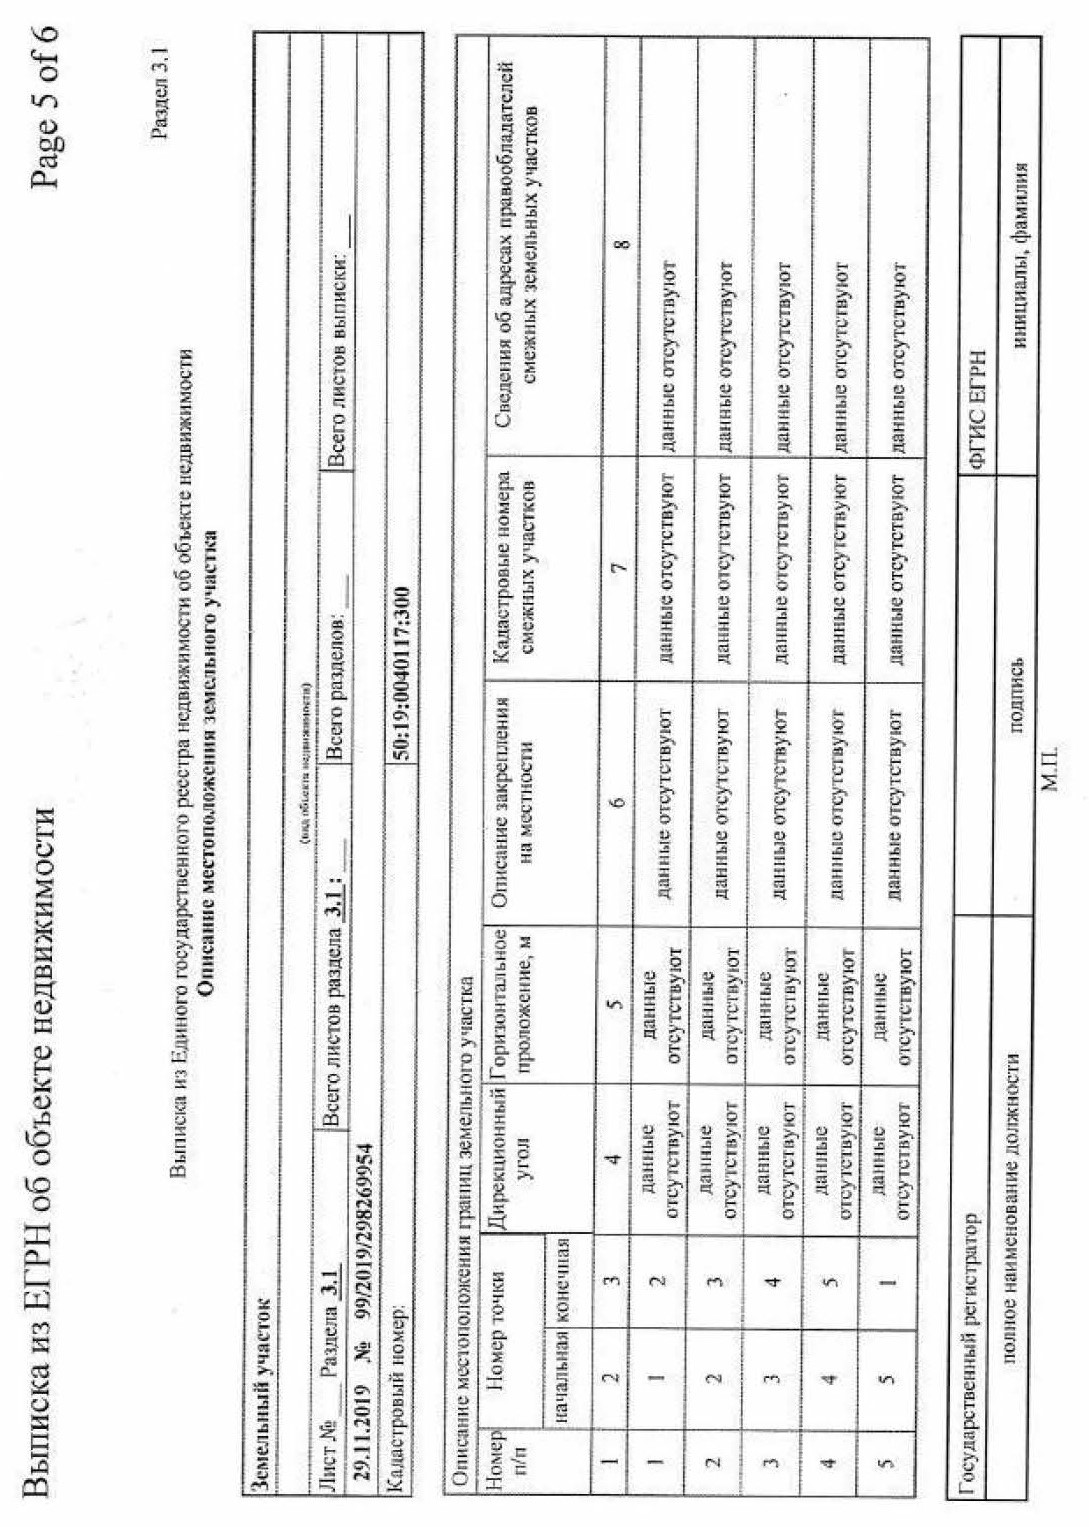 Выписка из ЕГРН об объекте недвижимости Page 5 of 6
Раздел 3.1
Выписка из Единого государственного реестра недвижимости об объекте недвижимости
Описание местоположения земельного участка
Земельный участок
(вид объекта недвижимости)
Лист № ___ Раздела 3.1 Всего листов раздела 3.1 : ___ Всего разделов: ___ Всего листов выписки: ___
29.11.2019 № 99/2019/298269954
Кадастровый номер: 50:19:0040117:300
Описание местоположения границ земельного участка
Номер п/п Номер точки Дирекционный угол Горизонтальное проложение, м Описание закрепления на местности Кадастровые номера смежных участков Сведения об адресах правообладателей смежных земельных участков
начальная конечная
1 2 3 4 5 6 7 8
1 1 2 данные отсутствуют данные отсутствуют данные отсутствуют данные отсутствуют данные отсутствуют
2 2 3 данные отсутствуют данные отсутствуют данные отсутствуют данные отсутствуют данные отсутствуют
3 3 4 данные отсутствуют данные отсутствуют данные отсутствуют данные отсутствуют данные отсутствуют
4 4 5 данные отсутствуют данные отсутствуют данные отсутствуют данные отсутствуют данные отсутствуют
5 5 1 данные отсутствуют данные отсутствуют данные отсутствуют данные отсутствуют данные отсутствуют
Государственный регистратор ФГИС ЕГРН
полное наименование должности подпись инициалы, фамилия
М.П.